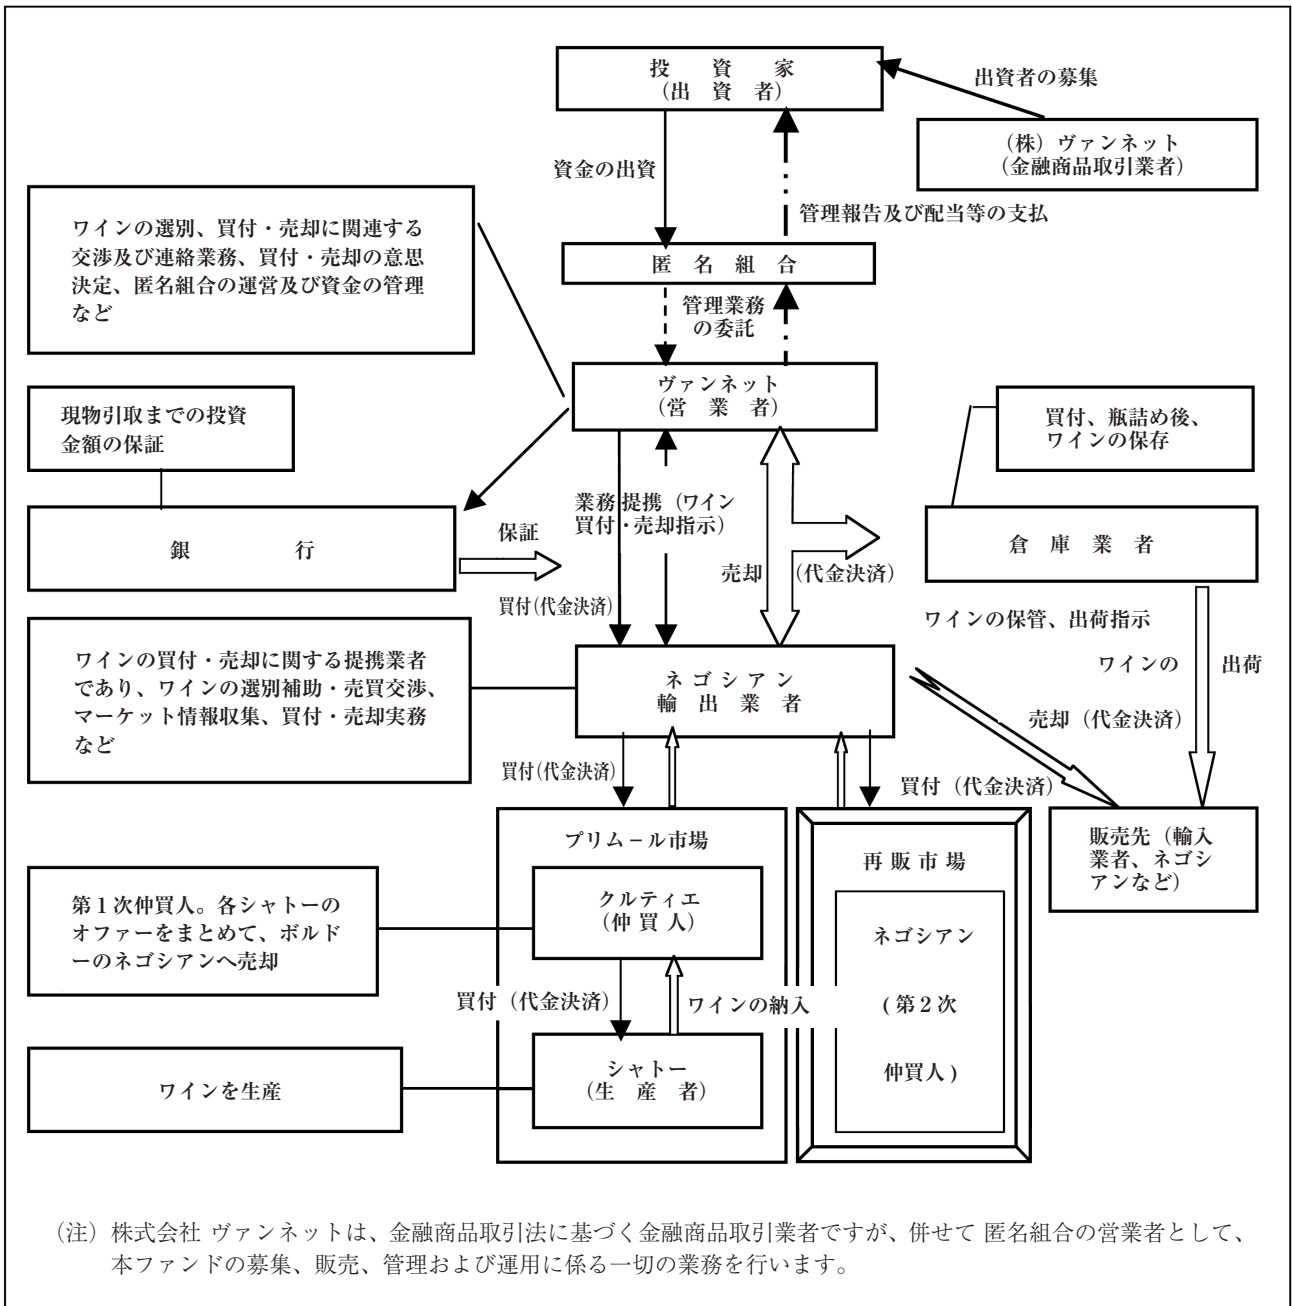 投資家
(出資者)
出資者の募集
(株)ヴァンネット
(金融商品取引業者)
資金の出資
管理報告及び配当等の支払
ワインの選別、買付・売却に関連する
交渉及び連絡業務、買付・売却の意思
決定、匿名組合の運営及び資金の管理
など
匿名組合
管理業務
の委託
ヴァンネット
(営業者)
現物引取までの投資
金額の保証
買付、瓶詰め後、
ワインの保存
業務提携(ワイン
買付・売却指示)
銀行
保証
売却
(代金決済)
倉庫業者
買付(代金決済)
ワインの保管、出荷指示
ワインの 出荷
ワインの買付・売却に関する提携業者
であり、ワインの選別補助・売買交渉、
マーケット情報収集、買付・売却実務
など
ネゴシアン
輸出業者
売却(代金決済)
買付(代金決済)
買付(代金決済)
プリム-ル市場
再販市場
販売先(輸入
業者、ネゴシ
アンなど)
第1次仲買人。各シャトーの
オファーをまとめて、ボルド
ーのネゴシアンへ売却
クルティエ
(仲買人)
ネゴシアン
(第2次
仲買人)
買付(代金決済)
ワインの納入
ワインを生産
シャトー
(生産者)
(注)株式会社 ヴァンネットは、金融商品取引法に基づく金融商品取引業者ですが、併せて 匿名組合の営業者として、
本ファンドの募集、販売、管理および運用に係る一切の業務を行います。